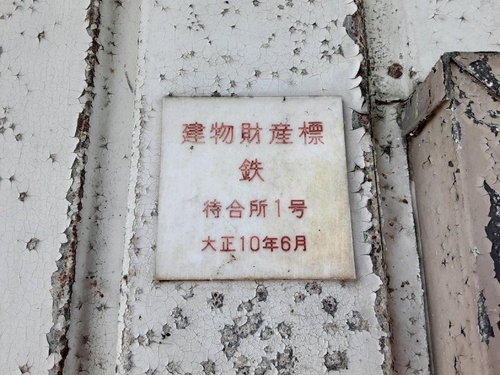 建物財産標
鉄
待合所1号
大正10年6月